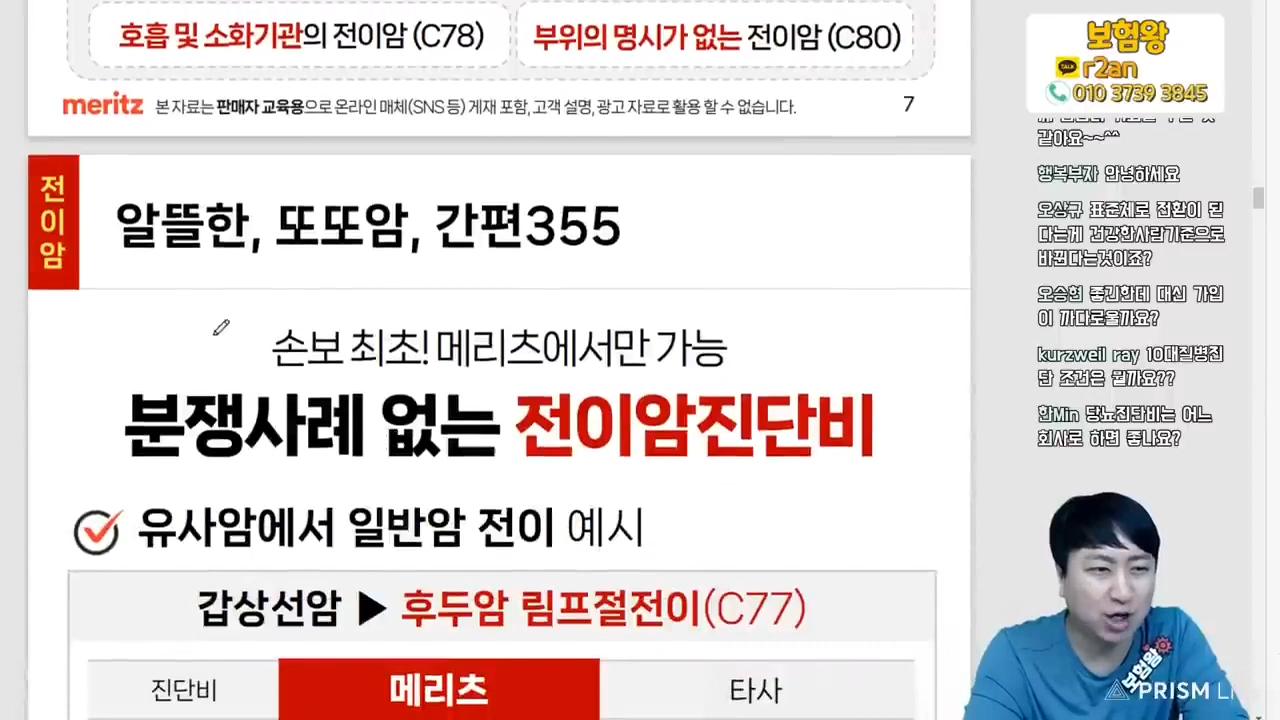 호흡 및 소화기관의 전이암 (C78)
부위의 명시가 없는 전이암 (C80)
meritz 본 자료는 판매자 교육용으로 온라인 매체(SNS 등) 게재 포함, 고객 설명, 광고 자료로 활용 할 수 없습니다.
7
전이암
알뜰한, 또또암, 간편355
손보 최초! 메리츠에서만 가능
분쟁사례 없는 전이암진단비
유사암에서 일반암 전이 예시
갑상선암 ▶ 후두암 림프절전이(C77)
진단비
메리츠
타사
보험왕
TALK r2an
010 3739 3845
같아요~~^^
행복부자 안녕하세요
오상규 표준체로 전환이 된
다는게 건강한사람기준으로
바뀐다는것이죠?
오승현 좋긴한데 대신 가입
이 까다로울까요?
kurzweil ray 10대질병진
단 조건은 뭘까요??
한Min 당뇨진단비는 어느
회사로 하면 좋나요?
보험왕
PRISM LI